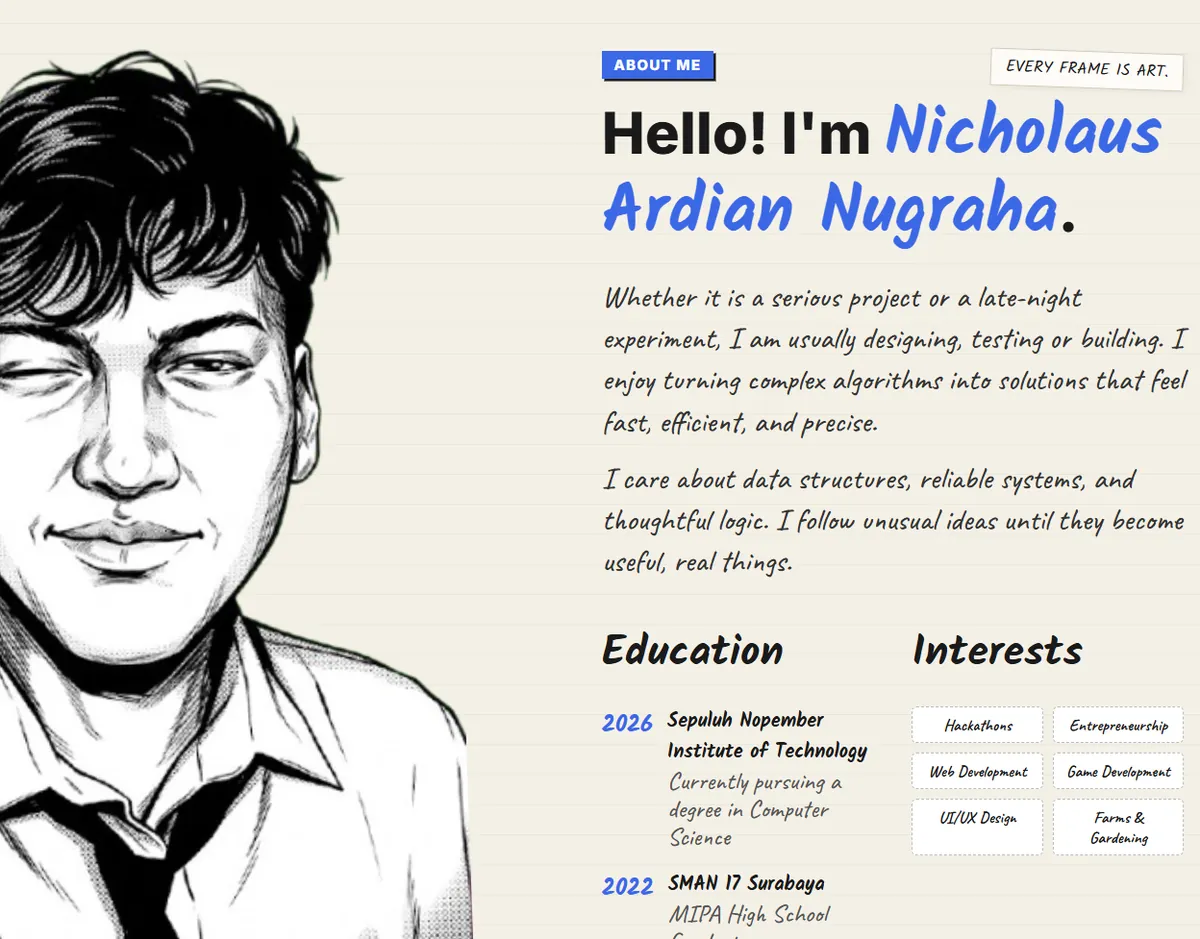 ABOUT ME
EVERY FRAME IS ART.
Hello! I'm Nicholaus
Ardian Nugraha.
Whether it is a serious project or a late-night
experiment, I am usually designing, testing or building. I
enjoy turning complex algorithms into solutions that feel
fast, efficient, and precise.
I care about data structures, reliable systems, and
thoughtful logic. I follow unusual ideas until they become
useful, real things.
Education
2026 Sepuluh Nopember
Institute of Technology
Currently pursuing a
degree in Computer
Science
2022 SMAN 17 Surabaya
MIPA High School
Interests
Hackathons
Entrepreneurship
Web Development
Game Development
UI/UX Design
Farms &
Gardening